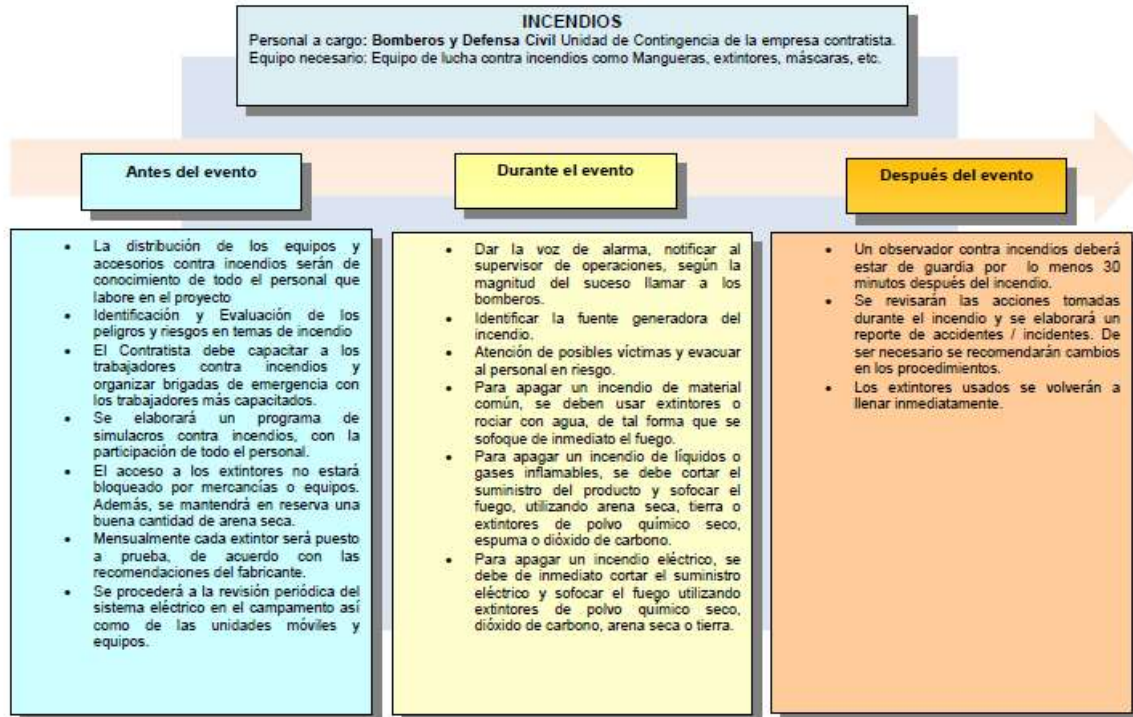 INCENDIOS
Personal a cargo: Bomberos y Defensa Civil Unidad de Contingencia de la empresa contratista.
Equipo necesario: Equipo de lucha contra incendios como Mangueras, extintores, máscaras, etc.
Antes del evento
• La distribución de los equipos y
accesorios contra incendios serán de
conocimiento de todo el personal que
labore en el proyecto
• Identificación y Evaluación de los
peligros y riesgos en temas de incendio
• El Contratista debe capacitar a los
trabajadores contra incendios y
organizar brigadas de emergencia con
los trabajadores más capacitados.
• Se elaborará un programa de
simulacros contra incendios, con la
participación de todo el personal.
• El acceso a los extintores no estará
bloqueado por mercancías o equipos.
Además, se mantendrá en reserva una
buena cantidad de arena seca.
• Mensualmente cada extintor será puesto
a prueba, de acuerdo con las
recomendaciones del fabricante.
• Se procederá a la revisión periódica del
sistema eléctrico en el campamento así
como de las unidades móviles y
equipos.
Durante el evento
• Dar la voz de alarma, notificar al
supervisor de operaciones, según la
magnitud del suceso llamar a los
bomberos.
• Identificar la fuente generadora del
incendio.
• Atención de posibles víctimas y evacuar
al personal en riesgo.
• Para apagar un incendio de material
común, se deben usar extintores o
rociar con agua, de tal forma que se
sofoque de inmediato el fuego.
• Para apagar un incendio de líquidos o
gases inflamables, se debe cortar el
suministro del producto y sofocar el
fuego, utilizando arena seca, tierra o
extintores de polvo químico seco,
espuma o dióxido de carbono.
• Para apagar un incendio eléctrico, se
debe de inmediato cortar el suministro
eléctrico y sofocar el fuego utilizando
extintores de polvo químico seco,
dióxido de carbono, arena seca o tierra.
Después del evento
• Un observador contra incendios deberá
estar de guardia por lo menos 30
minutos después del incendio.
• Se revisarán las acciones tomadas
durante el incendio y se elaborará un
reporte de accidentes / incidentes. De
ser necesario se recomendarán cambios
en los procedimientos.
• Los extintores usados se volverán a
llenar inmediatamente.